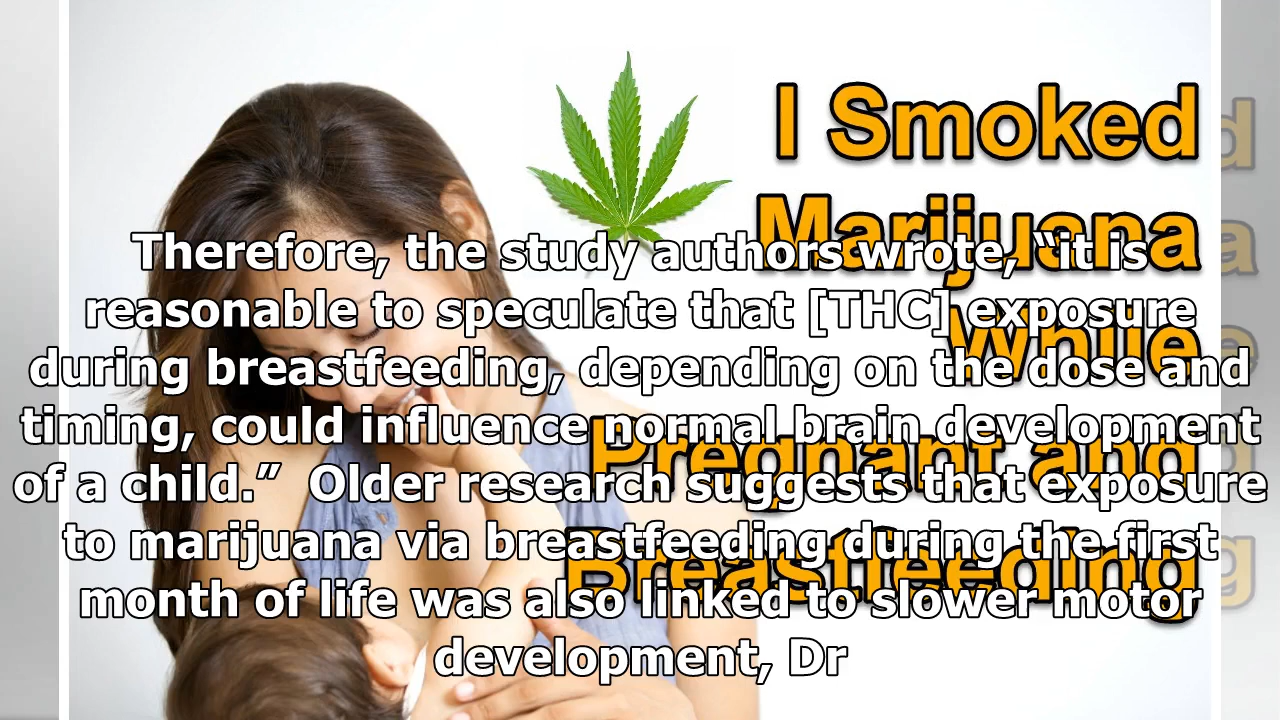 I Smoked
Marijuana
While
Pregnant and
Breastfeeding
Therefore, the study authors wrote, “it is
reasonable to speculate that [THC] exposure
during breastfeeding, depending on the dose and
timing, could influence normal brain development
of a child.”  Older research suggests that exposure
to marijuana via breastfeeding during the first
month of life was also linked to slower motor
development, Dr